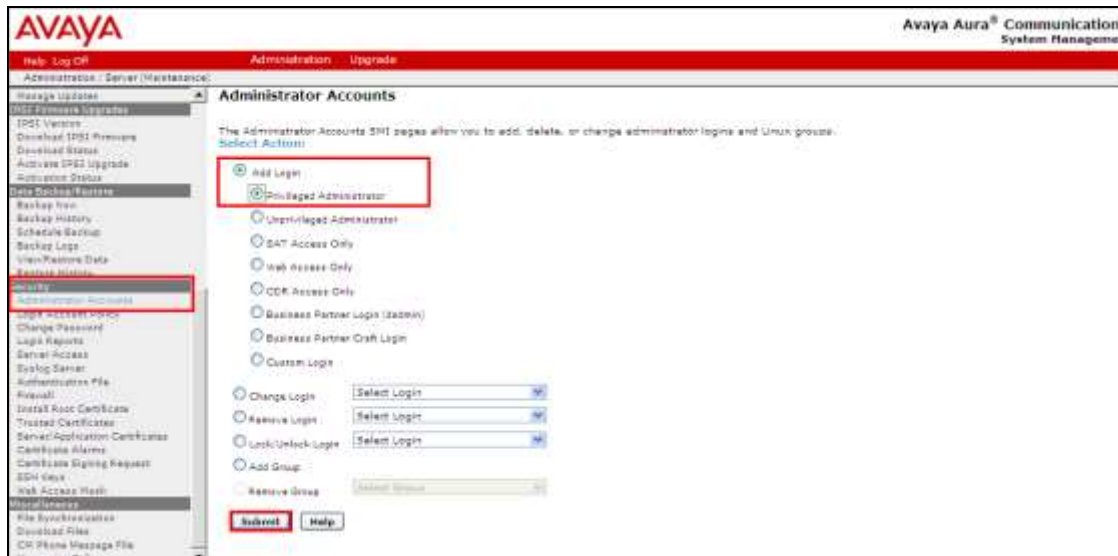 AVAYA
Avaya Aura® Communication
System Manageme
Help Log Off
Administration Upgrade
Administration / Server (Maintenance)
Manage Updates
IPSI Firmware Upgrades
IPSI Version
Download IPSI Firmware
Download Status
Activate IPSI Upgrade
Activation Status
Data Backup/Restore
Backup Now
Backup History
Schedule Backup
Backup Logs
View/Restore Data
Restore History
Security
Administrator Accounts
Login Account Policy
Change Password
Login Reports
Server Access
Syslog Server
Authentication File
Firewall
Install Root Certificate
Trusted Certificates
Server/Application Certificates
Certificate Alarms
Certificate Signing Request
SSH Keys
Web Access Mask
Miscellaneous
File Synchronization
Download Files
CM Phone Message File
Administrator Accounts
The Administrator Accounts SMI pages allow you to add, delete, or change administrator logins and Linux groups.
Select Action:
Add Login
Privileged Administrator
Unprivileged Administrator
SAT Access Only
Web Access Only
CDR Access Only
Business Partner Login (dadmin)
Business Partner Craft Login
Custom Login
Change Login Select Login
Remove Login Select Login
Lock/Unlock Login Select Login
Add Group
Remove Group Select Group
Submit Help